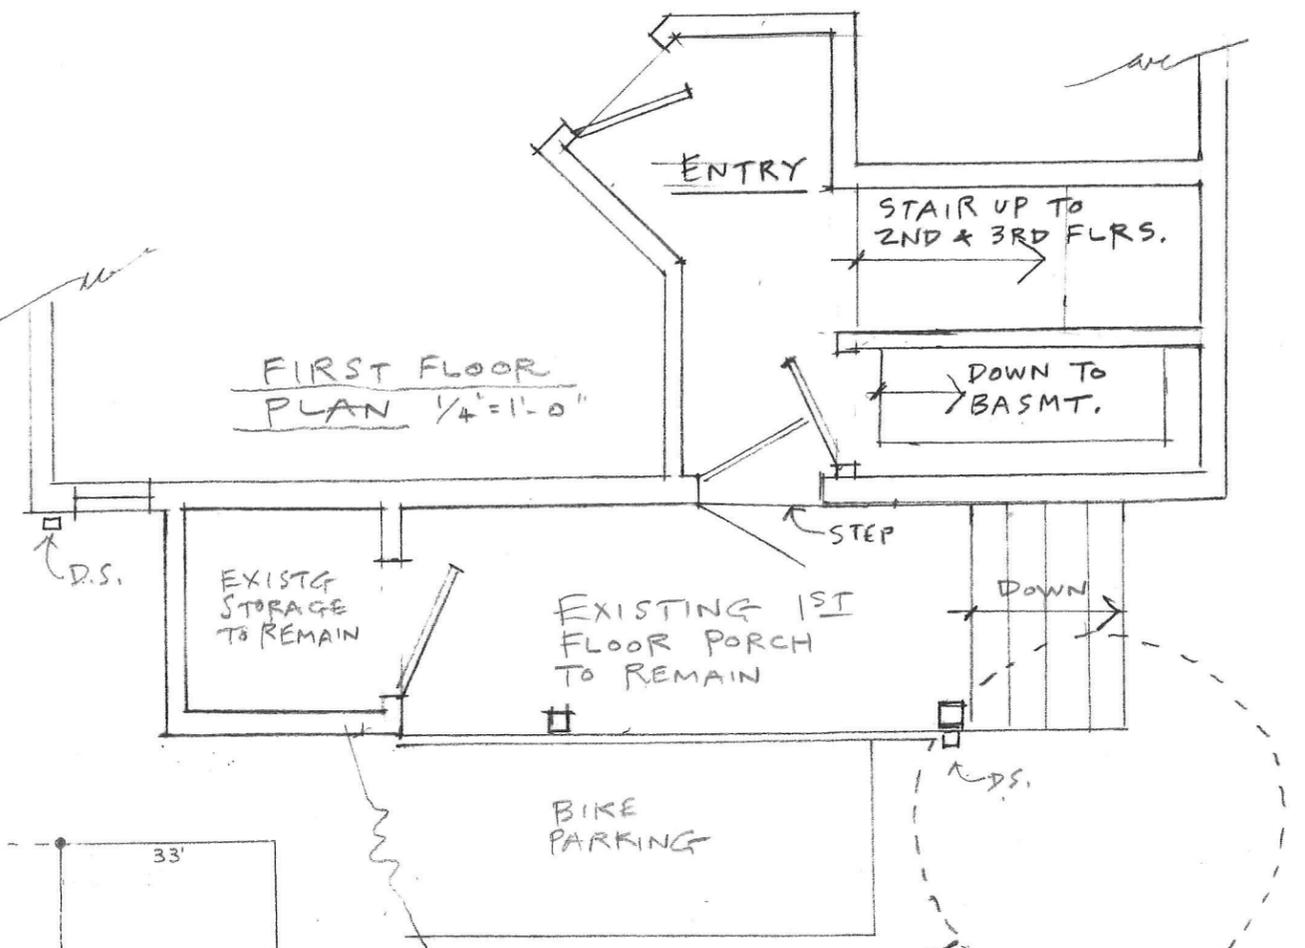 ENTRY
STAIR UP TO
2ND & 3RD FLRS.
FIRST FLOOR
PLAN 1/4"=1'-0"
DOWN TO
BASMT.
STEP
D.S.
EXISTG
STORAGE
TO REMAIN
EXISTING 1ST
FLOOR PORCH
TO REMAIN
DOWN
D.S.
BIKE
PARKING
33'